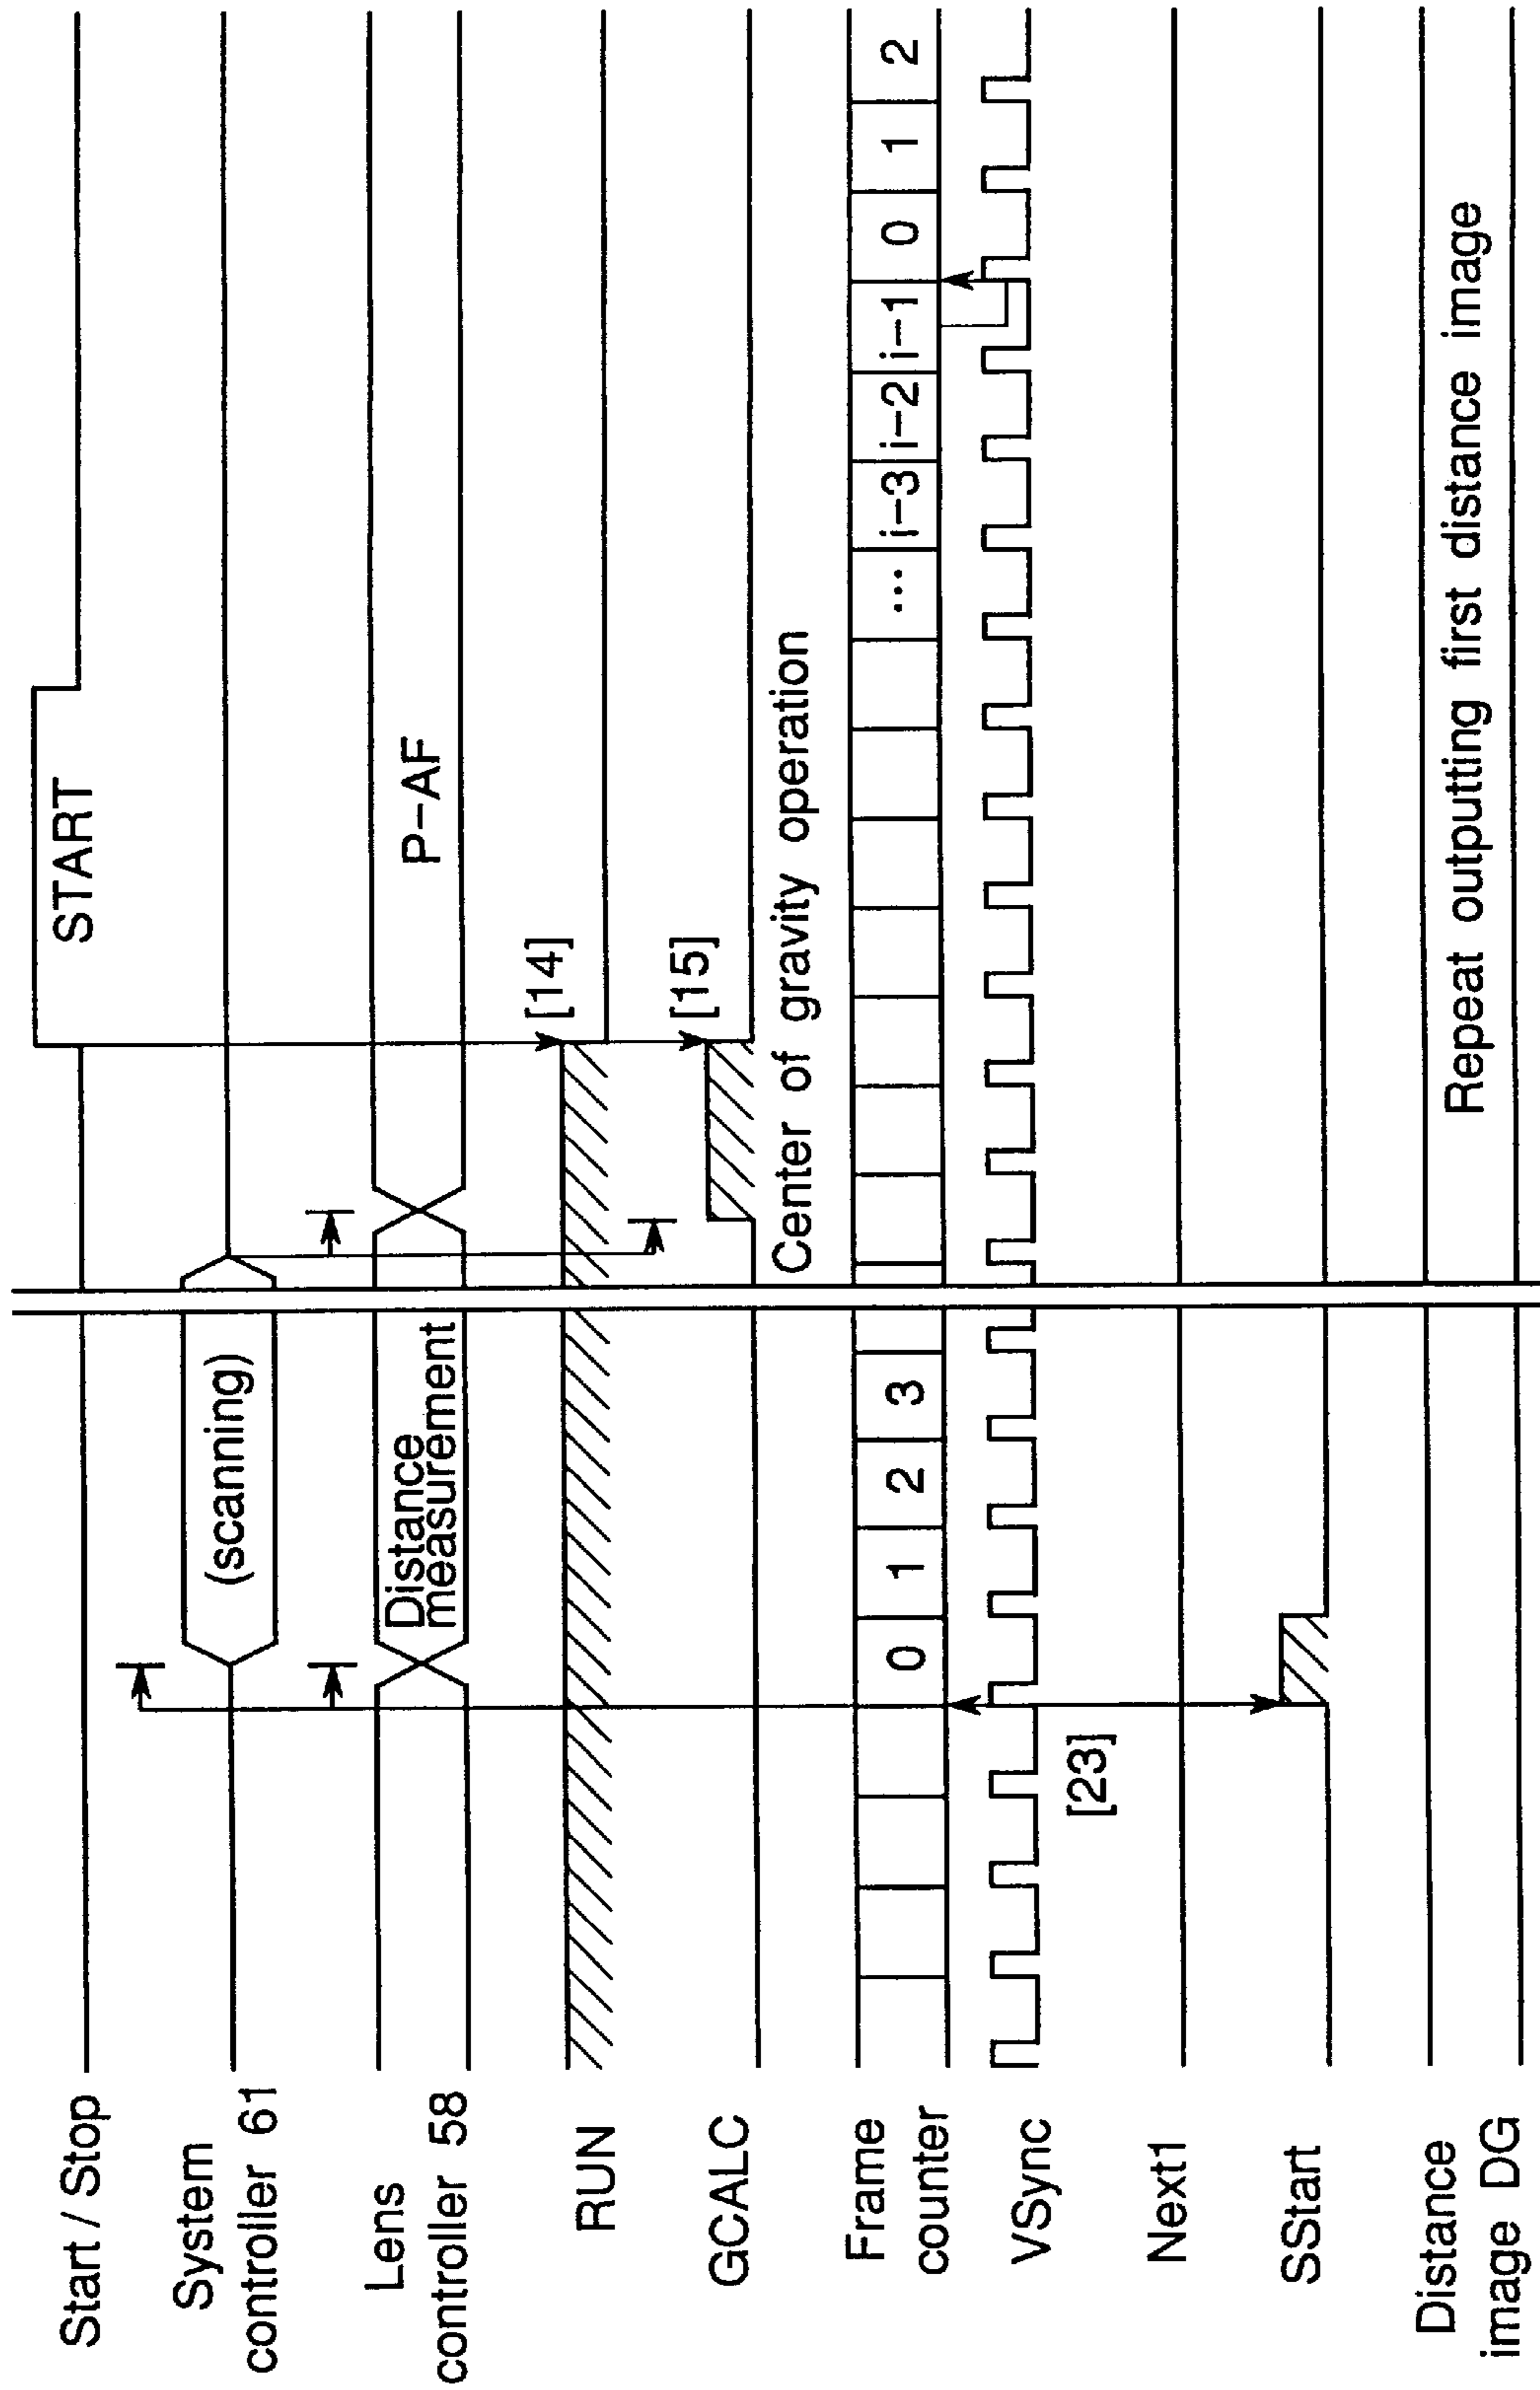 Start / Stop
START
System
controller 61
(scanning)
Lens
controller 58
Distance
measurement
P-AF
RUN
[14]
GCALC
[15]
Center of gravity operation
Frame
counter
0 1 2 3 ... i-3 i-2 i-1 0 1 2
VSync
[23]
Next1
SStart
Distance
image DG
Repeat outputting first distance image